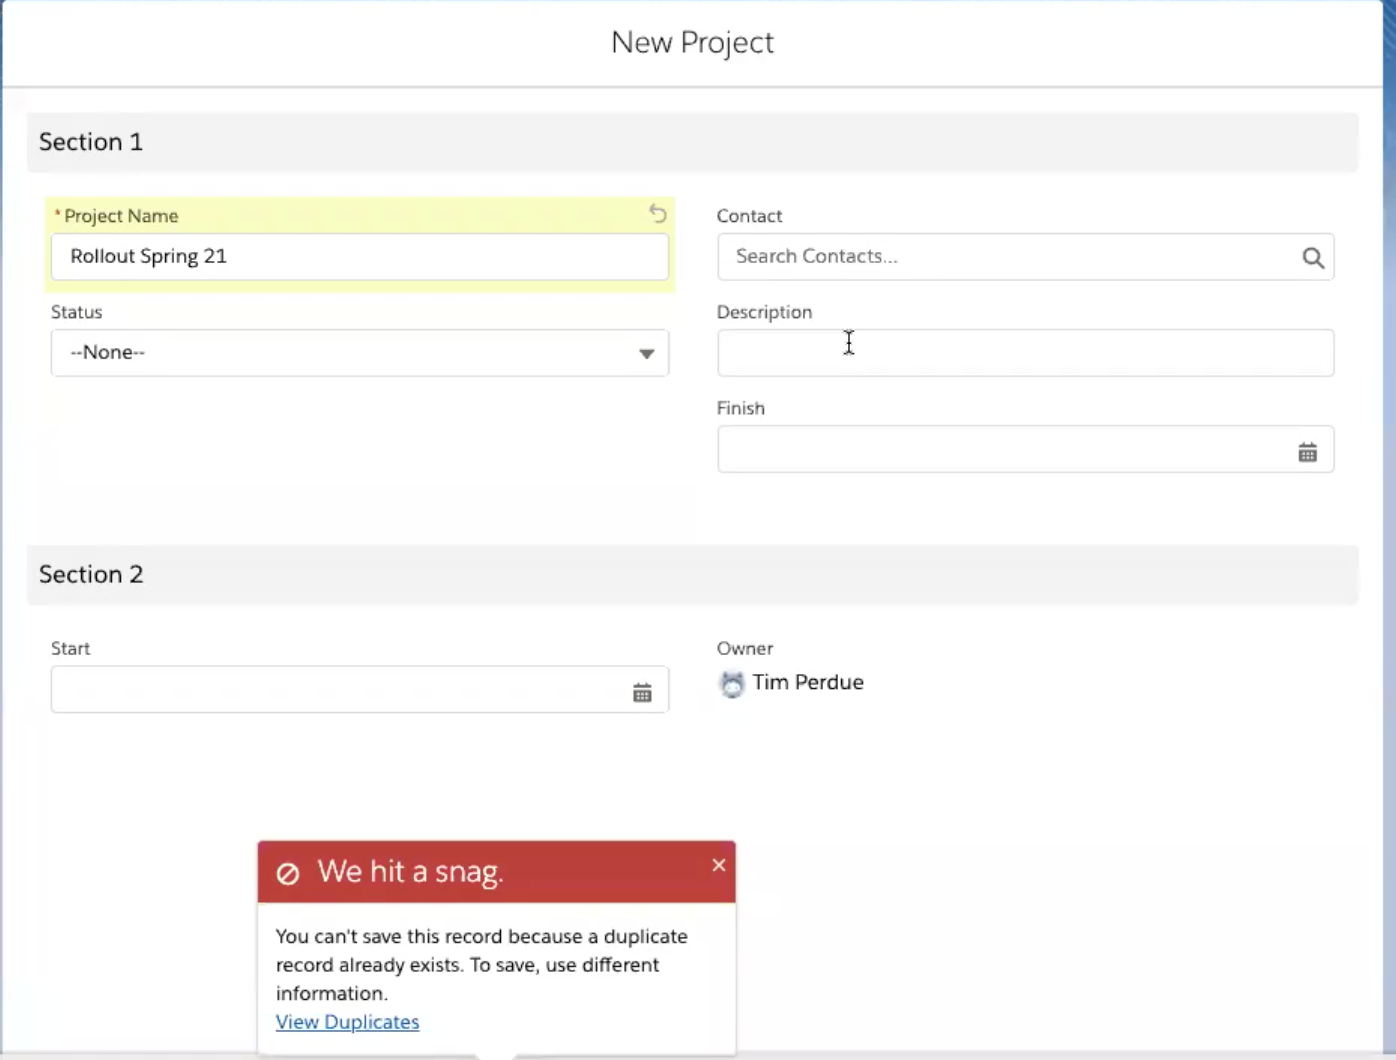 New Project
Section 1
*Project Name
Rollout Spring 21
Contact
Search Contacts...
Status
--None--
Description
Finish
Section 2
Start
Owner
Tim Perdue
We hit a snag.
You can't save this record because a duplicate
record already exists. To save, use different
information.
View Duplicates